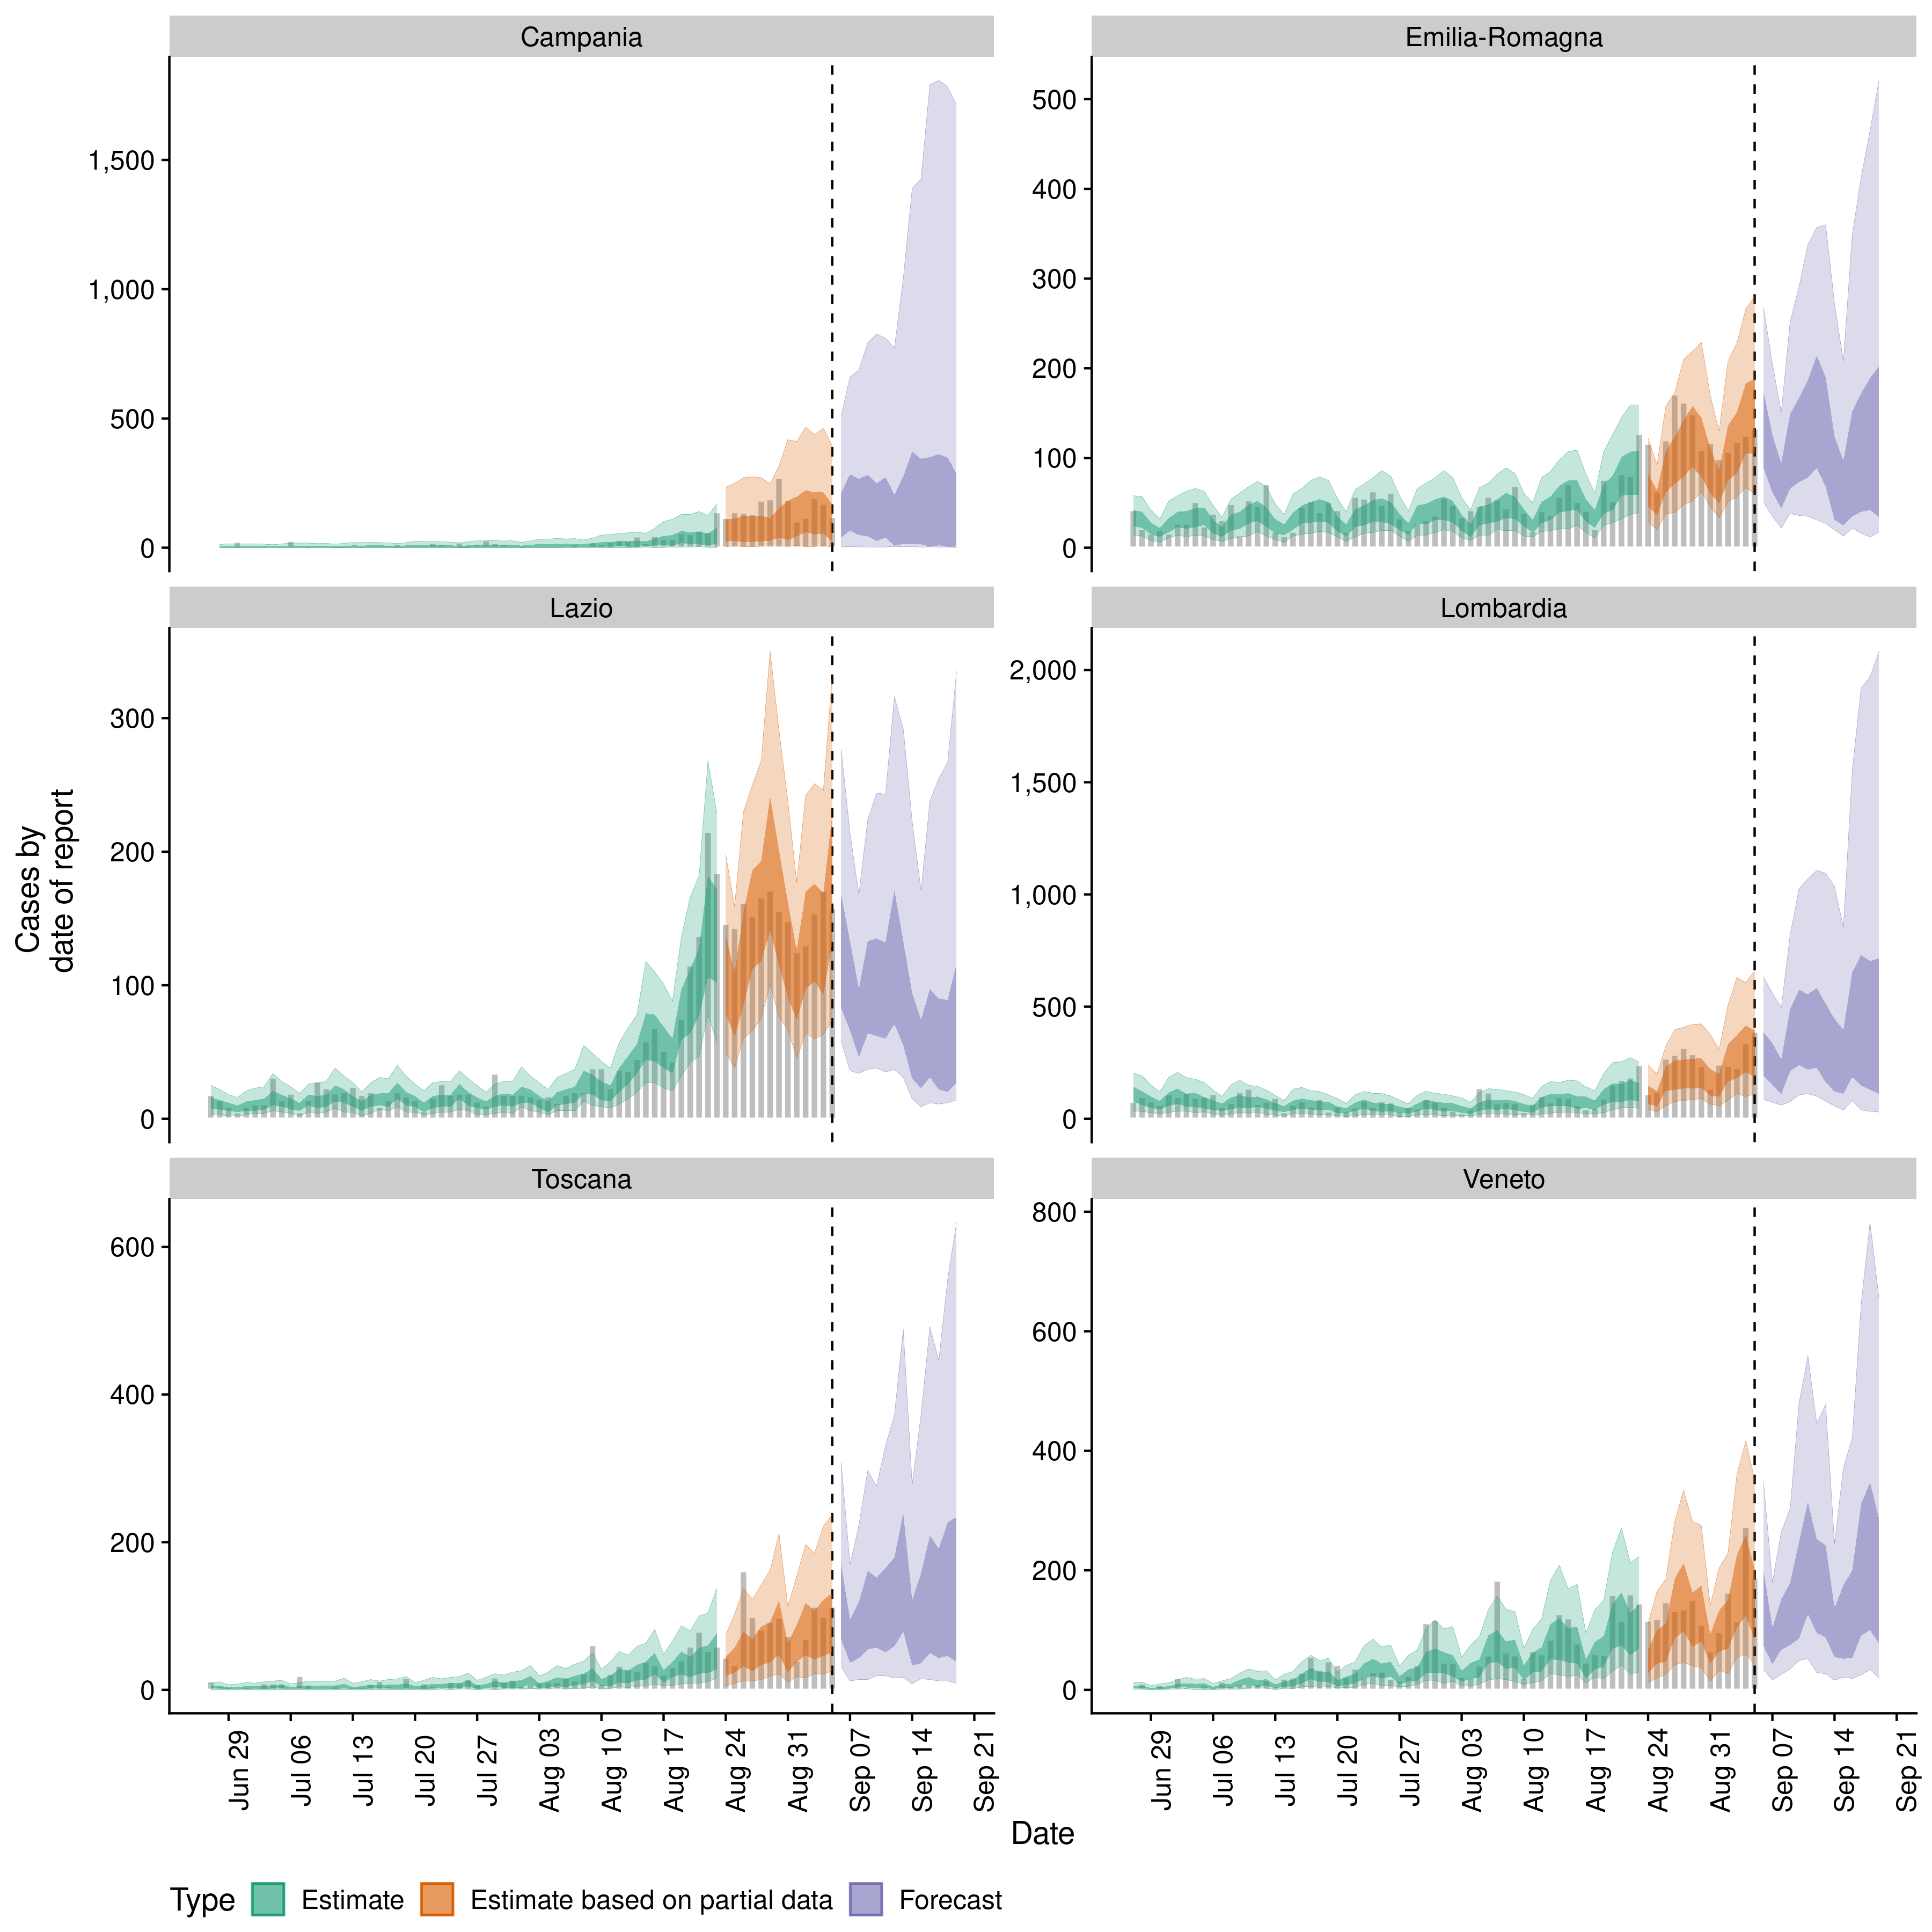 Campania
Emilia-Romagna
1,500
1,000
500
0
500
400
300
200
100
0
Lazio
Lombardia
300
200
100
0
2,000
1,500
1,000
500
0
Cases by
date of report
Toscana
Veneto
600
400
200
0
800
600
400
200
0
Jun 29
Jul 06
Jul 13
Jul 20
Jul 27
Aug 03
Aug 10
Aug 17
Aug 24
Aug 31
Sep 07
Sep 14
Sep 21
Jun 29
Jul 06
Jul 13
Jul 20
Jul 27
Aug 03
Aug 10
Aug 17
Aug 24
Aug 31
Sep 07
Sep 14
Sep 21
Date
Type Estimate Estimate based on partial data Forecast